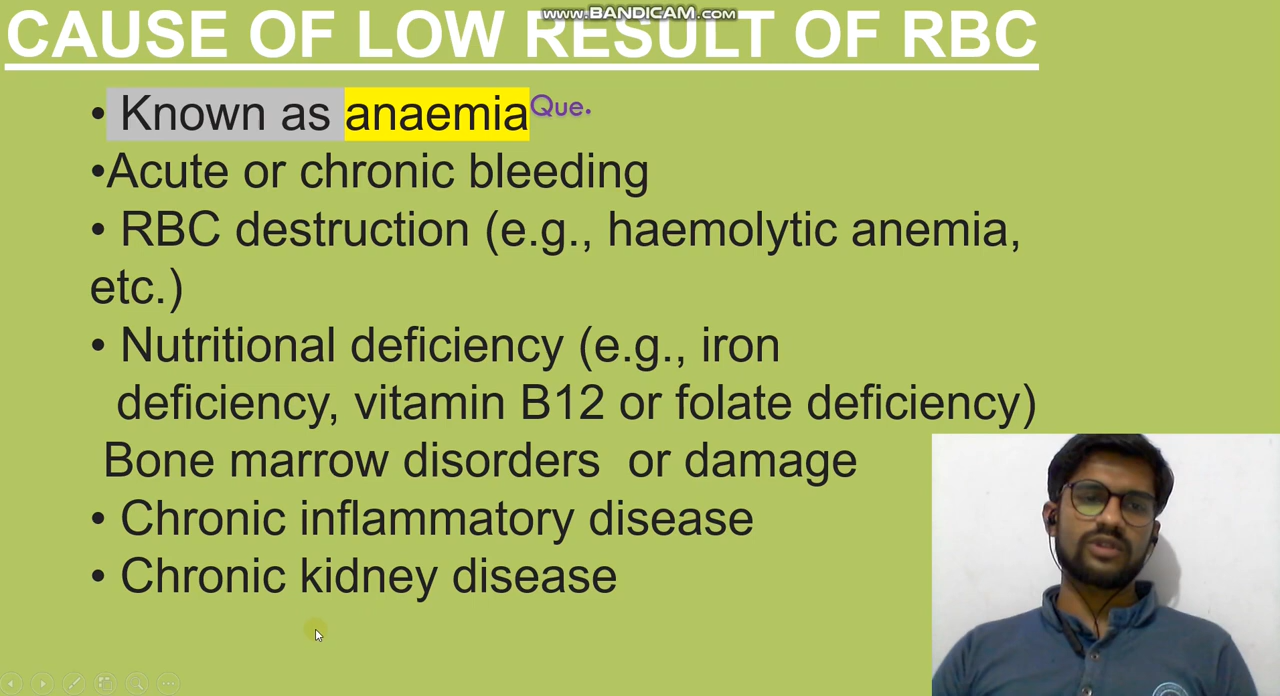 www.BANDICAM.com
CAUSE OF LOW RESULT OF RBC
• Known as anaemia Que.
•Acute or chronic bleeding
• RBC destruction (e.g., haemolytic anemia,
etc.)
• Nutritional deficiency (e.g., iron
deficiency, vitamin B12 or folate deficiency)
Bone marrow disorders or damage
• Chronic inflammatory disease
• Chronic kidney disease